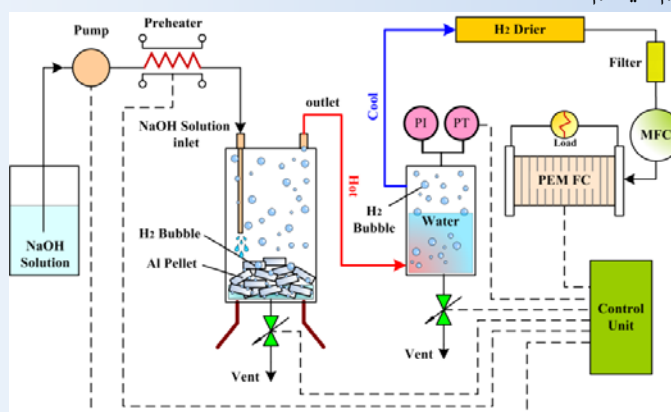 Preheater
Pump
H2 Drier
Filter
outlet
NaOH Solution
inlet
Cool
PI
PT
Load
MFC
PEM FC
Hot
H2
Bubble
Water
NaOH
Solution
H2 Bubble
Al Pellet
Control
Unit
Vent
Vent